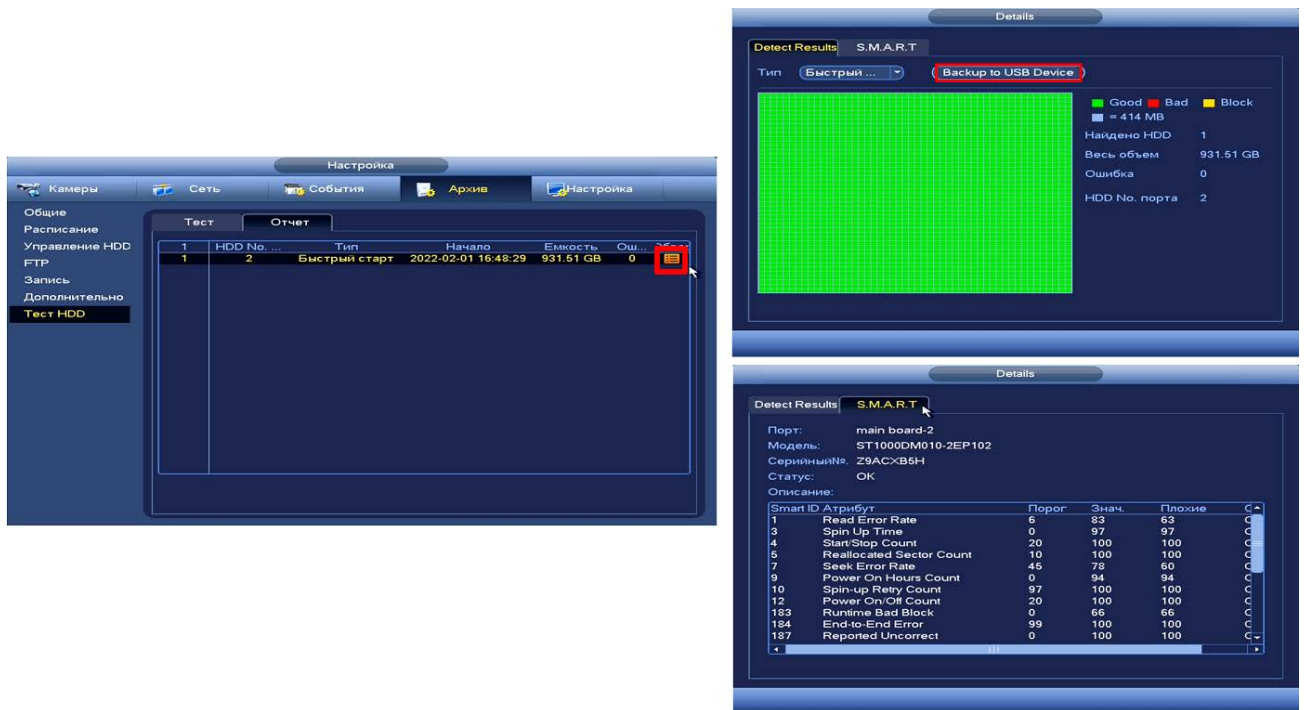 Настройка
Камеры Сеть События Архив Настройка
Общие
Расписание
Управление HDD
FTP
Запись
Дополнительно
Тест HDD
Тест Отчет
1 HDD No. ... Тип Начало Емкость Ош...
1 2 Быстрый старт 2022-02-01 16:48:29 931.51 GB 0
Details
Detect Results S.M.A.R.T
Тип Быстрый ... Backup to USB Device
Good Bad Block
= 414 MB
Найдено HDD 1
Весь объем 931.51 GB
Ошибка 0
HDD No. порта 2
Details
Detect Results S.M.A.R.T
Порт: main board-2
Модель: ST1000DM010-2EP102
Серийный№. Z9ACXB5H
Статус: OK
Описание:
Smart ID Атрибут Порог Знач. Плохие
1 Read Error Rate 6 83 63
3 Spin Up Time 0 97 97
4 Start/Stop Count 20 100 100
5 Reallocated Sector Count 10 100 100
7 Seek Error Rate 45 78 60
9 Power On Hours Count 0 94 94
10 Spin-up Retry Count 97 100 100
12 Power On/Off Count 20 100 100
183 Runtime Bad Block 0 66 66
184 End-to-End Error 99 100 100
187 Reported Uncorrect 0 100 100